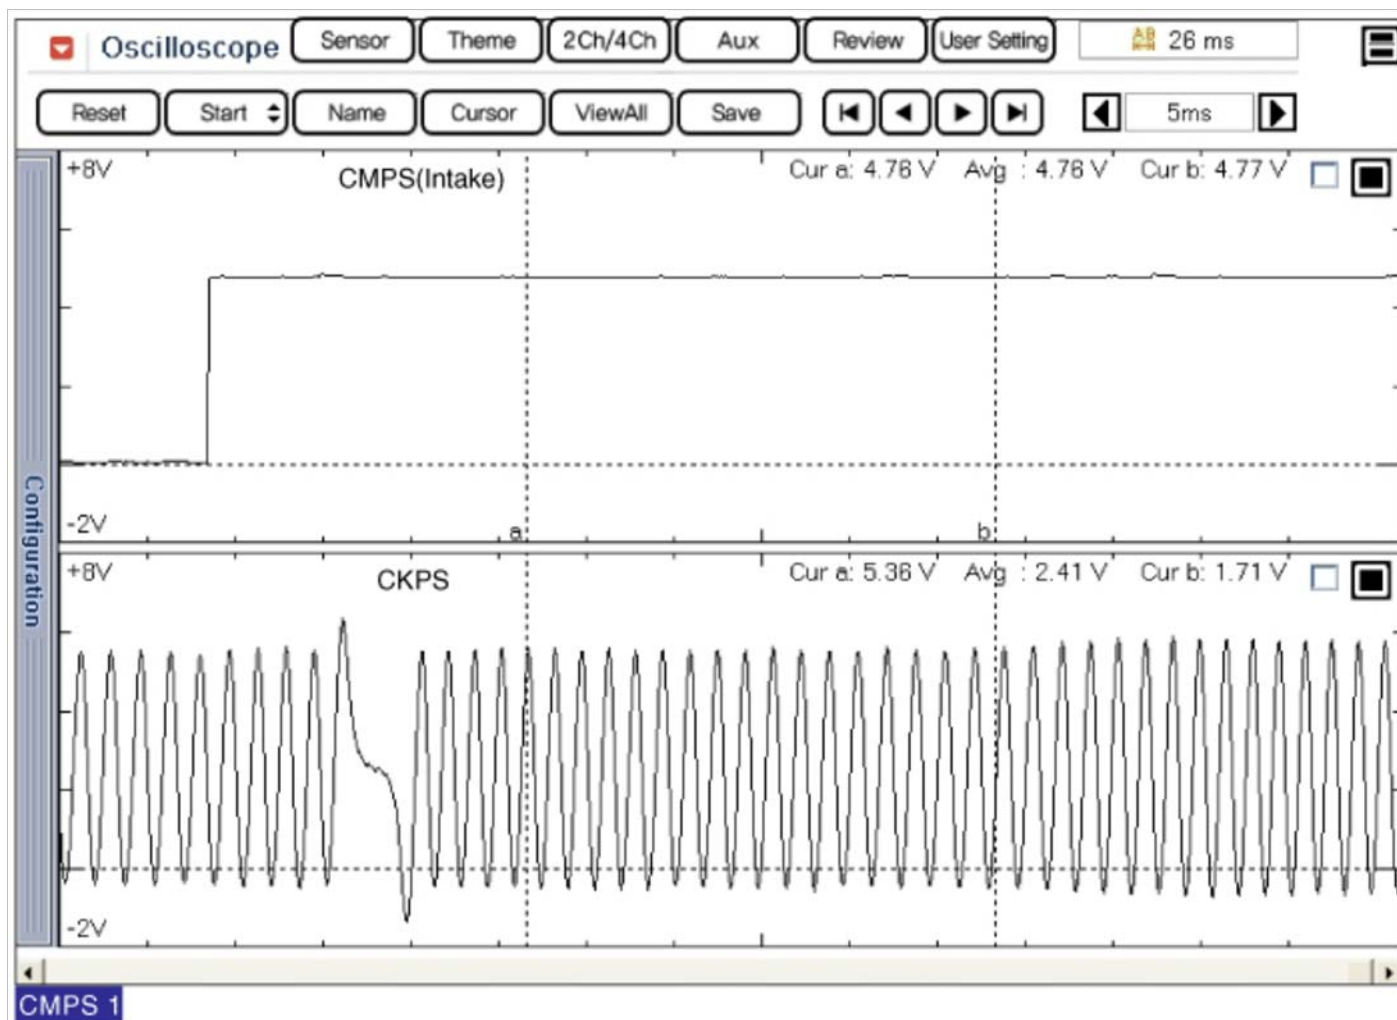 Oscilloscope Sensor Theme 2Ch/4Ch Aux Review User Setting AB 26 ms
Reset Start Name Cursor ViewAll Save 5ms
+8V CMPS(Intake) Cur a: 4.76 V Avg : 4.76 V Cur b: 4.77 V
-2V a b
+8V CKPS Cur a: 5.36 V Avg : 2.41 V Cur b: 1.71 V
-2V
Configuration
CMPS 1